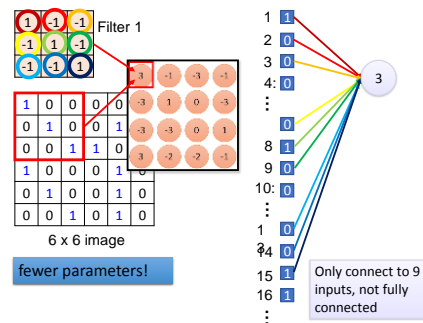 1 -1 -1
-1 1 -1
-1 -1 1
Filter 1
3 -1 -3 -1
-3 1 0 -3
-3 -3 0 1
3 -2 -2 -1
1 0 0 0 0
0 1 0 0 1
0 0 1 1 0
1 0 0 0 1 0
0 1 0 0 1 0
0 0 1 0 1 0
6 x 6 image
fewer parameters!
1 1
2 0
3 0
4: 0
⋮
0
8 1
9 0
10: 0
⋮
1 0
3
14 0
15 1
16 1
⋮
3
Only connect to 9
inputs, not fully
connected